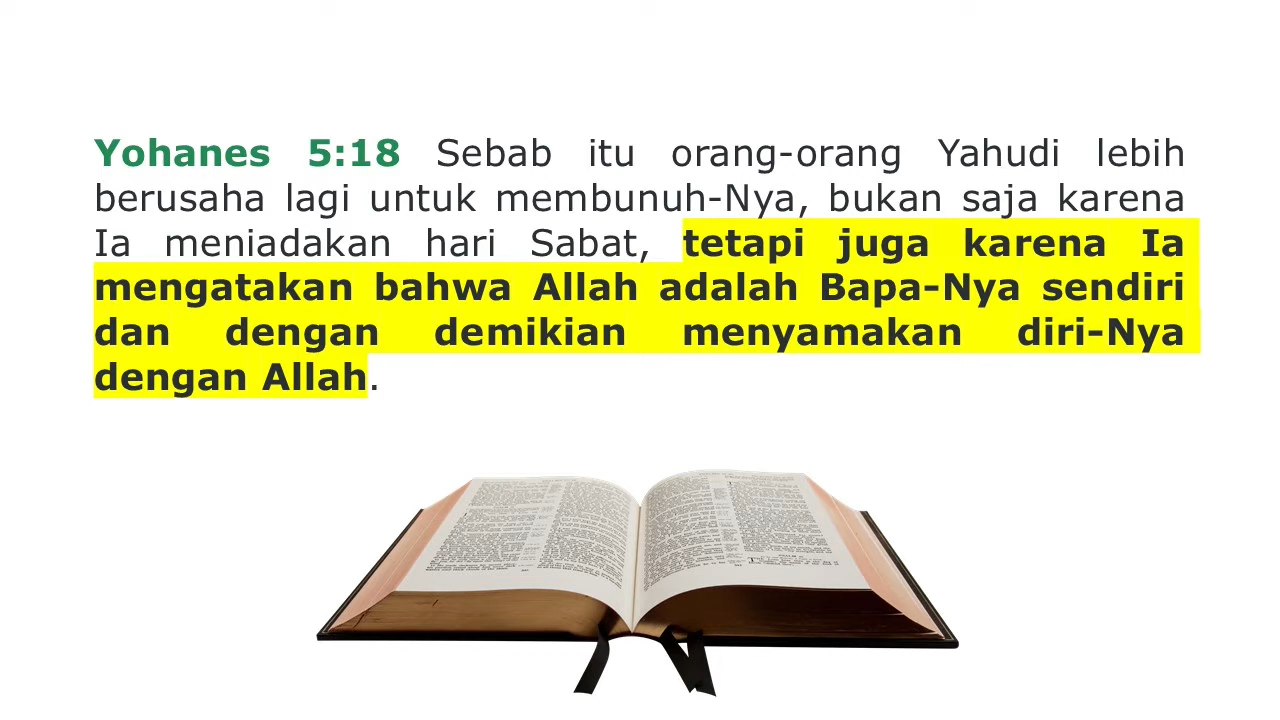 Yohanes 5:18 Sebab itu orang-orang Yahudi lebih
berusaha lagi untuk membunuh-Nya, bukan saja karena
Ia meniadakan hari Sabat, tetapi juga karena Ia
mengatakan bahwa Allah adalah Bapa-Nya sendiri
dan dengan demikian menyamakan diri-Nya
dengan Allah.